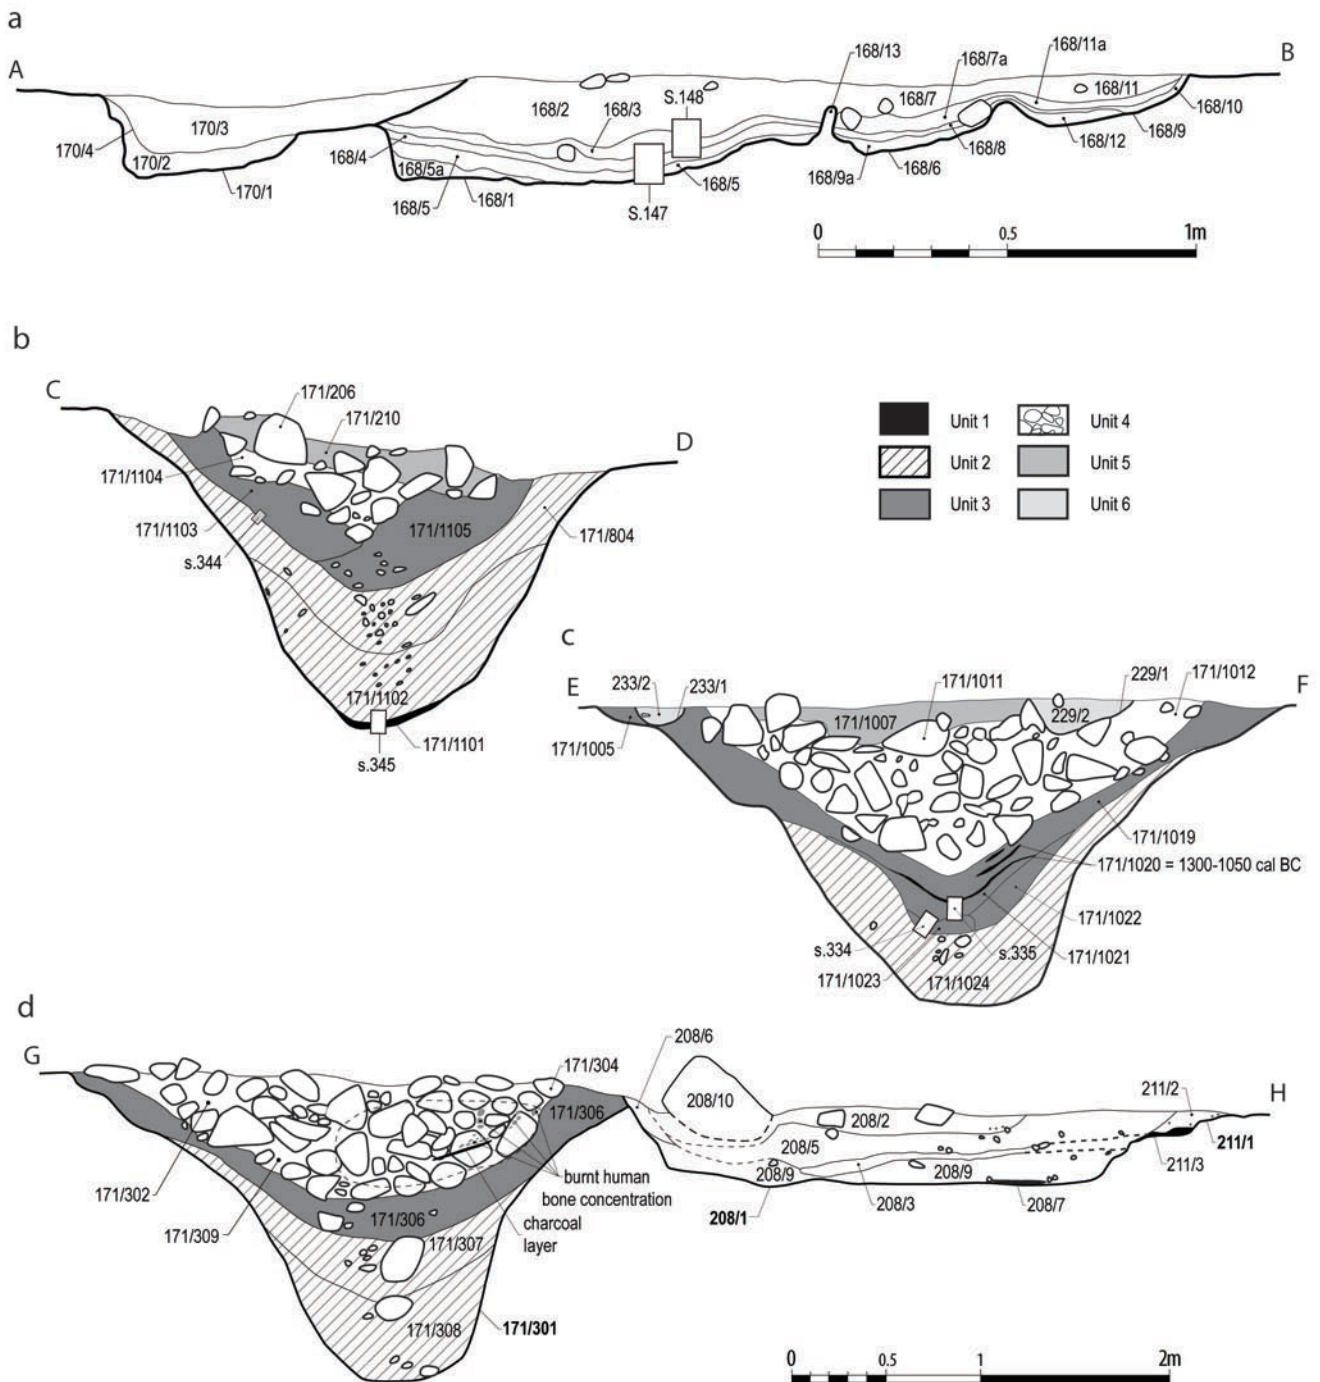 a
A
B
168/13
168/7a
168/11a
168/2
168/3
S.148
168/7
168/11
168/10
170/3
170/4
170/2
170/1
168/4
168/5a
168/5
168/1
S.147
168/5
168/9a
168/6
168/8
168/12
168/9
0
0.5
1m
b
C
D
171/206
171/210
171/1104
171/1103
s.344
171/1105
171/804
171/1102
171/1101
s.345
Unit 1
Unit 4
Unit 2
Unit 5
Unit 3
Unit 6
c
E
F
233/2
233/1
171/1011
229/1
171/1012
171/1007
229/2
171/1005
171/1019
171/1020 = 1300-1050 cal BC
171/1022
s.334
s.335
171/1021
171/1023
171/1024
d
G
H
208/6
171/304
208/10
211/2
208/2
171/306
208/5
211/1
burnt human
bone concentration
208/9
208/9
211/3
171/302
171/306
charcoal
layer
208/1
208/3
208/7
171/309
171/307
171/308
171/301
0
0.5
1
2m